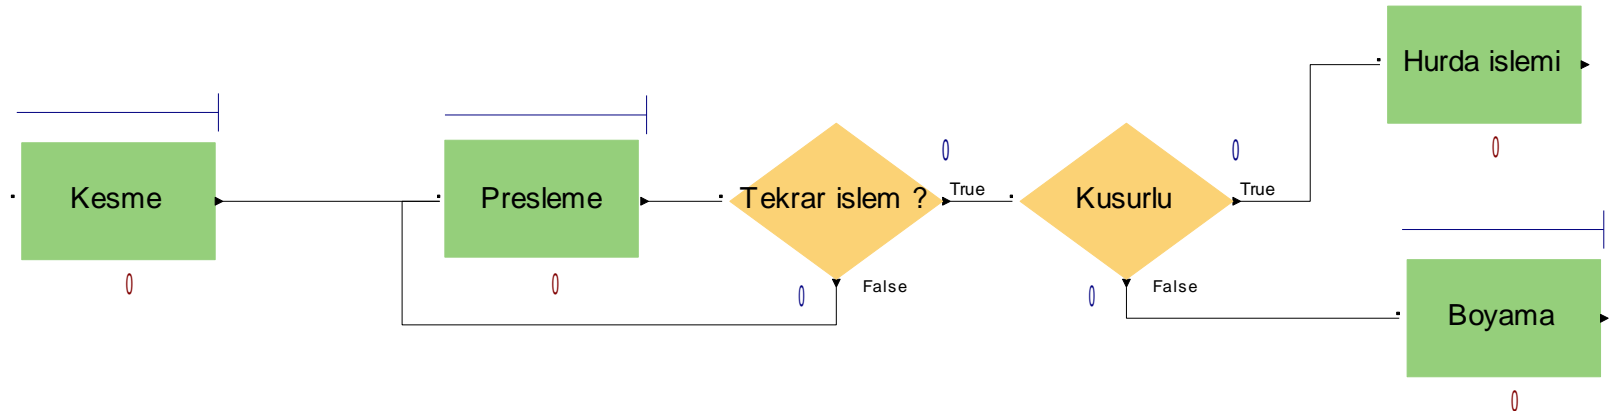 Hurda islemi
0
Kesme
0
Presleme
0
Tekrar islem ?
0
True
0
False
Kusurlu
0
True
0
False
Boyama
0